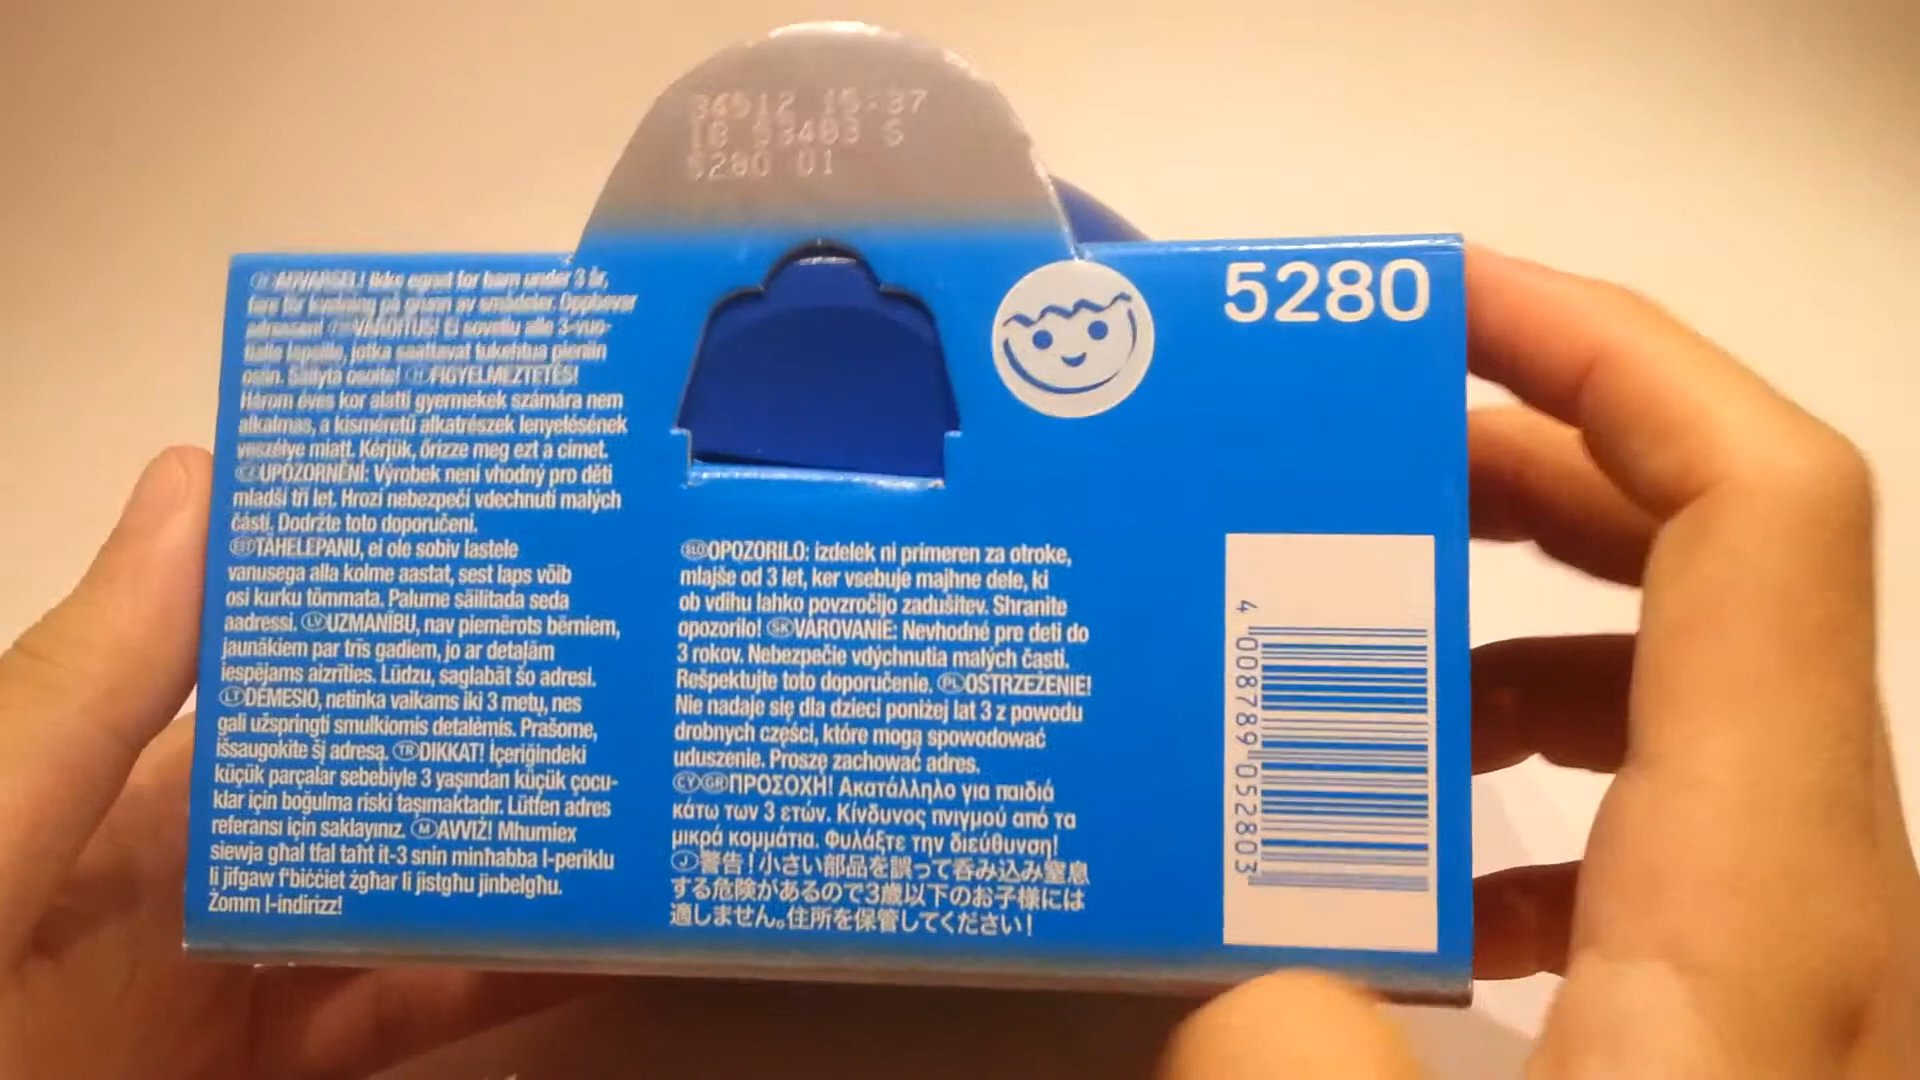 34912 15:37
18 93403 S
5280 01
5280
Ⓝ ADVARSEL! Ikke egnet for barn under 3 år,
fare for kvelning på grunn av smådeler. Oppbevar
adressen! VAROITUS! Ei sovellu alle 3-vuo-
tiaille lapsille, jotka saattavat tukehtua pieniin
osiin. Säilytä osoite! Ⓗ FIGYELMEZTETÉS!
Három éves kor alatti gyermekek számára nem
alkalmas, a kisméretű alkatrészek lenyelésének
veszélye miatt. Kérjük, őrizze meg ezt a címet.
CZ UPOZORNĚNÍ: Výrobek není vhodný pro děti
mladší tří let. Hrozí nebezpečí vdechnutí malých
částí. Dodržte toto doporučení.
EST TÄHELEPANU, ei ole sobiv lastele
vanusega alla kolme aastat, sest laps võib
osi kurku tõmmata. Palume säilitada seda
aadressi. LV UZMANĪBU, nav piemērots bērniem,
jaunākiem par trīs gadiem, jo ar detaļām
iespējams aizrīties. Lūdzu, saglabāt šo adresi.
LT DĖMESIO, netinka vaikams iki 3 metų, nes
gali užspringti smulkiomis detalėmis. Prašome,
išsaugokite šį adresą. TR DIKKAT! İçeriğindeki
küçük parçalar sebebiyle 3 yaşından küçük çocu-
klar için boğulma riski taşımaktadır. Lütfen adres
referansı için saklayınız. Ⓜ AVVIŻ! Mhumiex
siewja għal tfal taħt it-3 snin minħabba l-periklu
li jifgaw f'biċċiet żgħar li jistgħu jinbelgħu.
Żomm l-indirizz!
SLO OPOZORILO: izdelek ni primeren za otroke,
mlajše od 3 let, ker vsebuje majhne dele, ki
ob vdihu lahko povzročijo zadušitev. Shranite
opozorilo! SK VAROVANIE: Nevhodné pre deti do
3 rokov. Nebezpečie vdýchnutia malých častí.
Rešpektujte toto doporučenie. PL OSTRZEŻENIE!
Nie nadaje się dla dzieci poniżej lat 3 z powodu
drobnych części, które mogą spowodować
uduszenie. Proszę zachować adres.
CY GR ΠΡΟΣΟΧΗ! Ακατάλληλο για παιδιά
κάτω των 3 ετών. Κίνδυνος πνιγμού από τα
μικρά κομμάτια. Φυλάξτε την διεύθυνση!
Ⓙ 警告！小さい部品を誤って呑み込み窒息
する危険があるので3歳以下のお子様には
適しません。住所を保管してください！
4 008789 052803